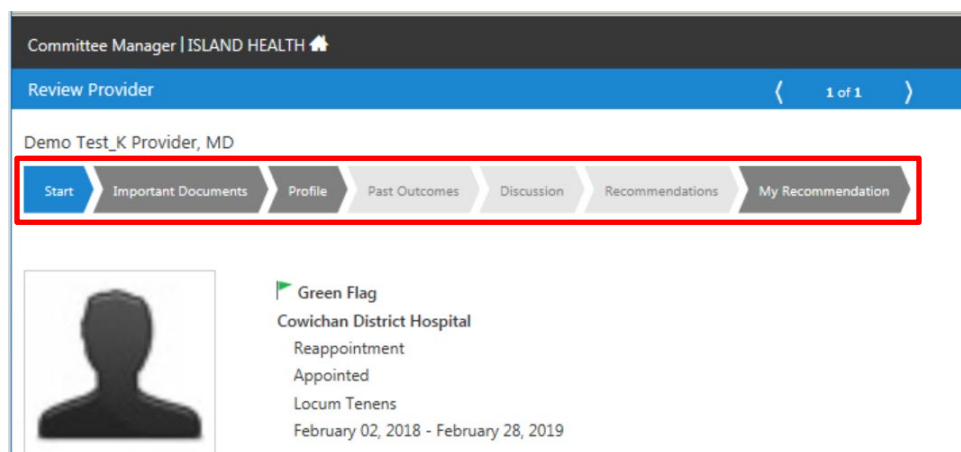 Committee Manager | ISLAND HEALTH
Review Provider
1 of 1
Demo Test_K Provider, MD
Start Important Documents Profile Past Outcomes Discussion Recommendations My Recommendation
Green Flag
Cowichan District Hospital
Reappointment
Appointed
Locum Tenens
February 02, 2018 - February 28, 2019